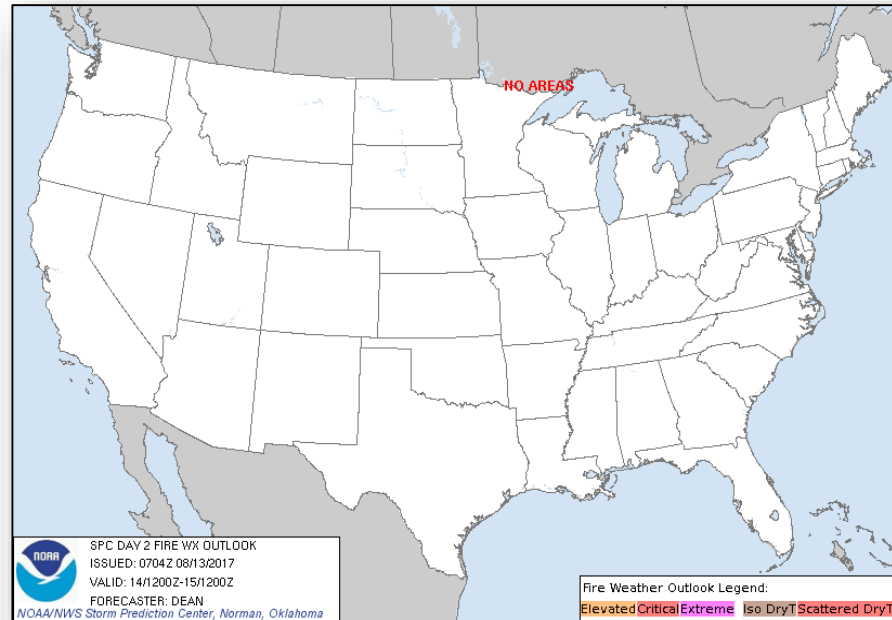 NO AREAS
NOAA
SPC DAY 2 FIRE WX OUTLOOK
ISSUED: 0704Z 08/13/2017
VALID: 14/1200Z-15/1200Z
FORECASTER: DEAN
NOAA/NWS Storm Prediction Center, Norman, Oklahoma
Fire Weather Outlook Legend:
Elevated Critical Extreme Iso DryT Scattered DryT